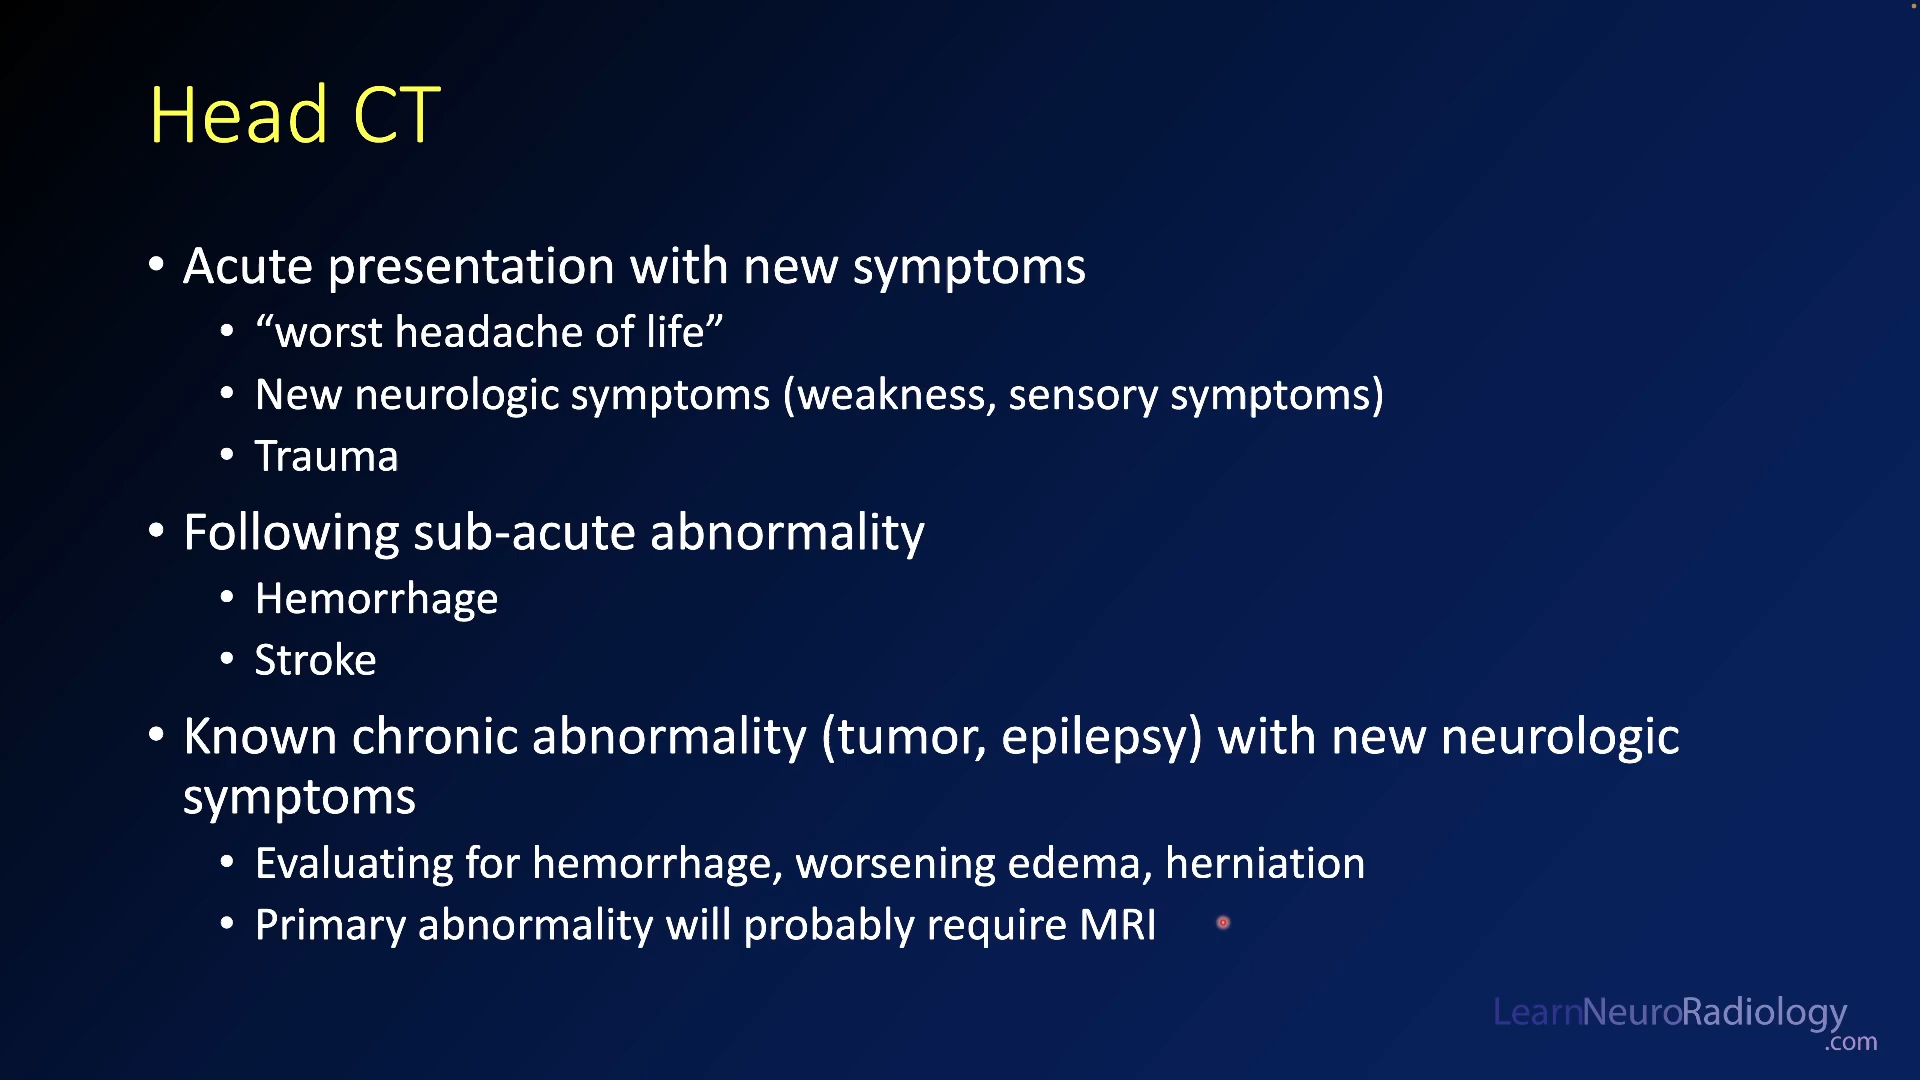 Head CT
• Acute presentation with new symptoms
• “worst headache of life”
• New neurologic symptoms (weakness, sensory symptoms)
• Trauma
• Following sub-acute abnormality
• Hemorrhage
• Stroke
• Known chronic abnormality (tumor, epilepsy) with new neurologic
symptoms
• Evaluating for hemorrhage, worsening edema, herniation
• Primary abnormality will probably require MRI
LearnNeuroRadiology
.com